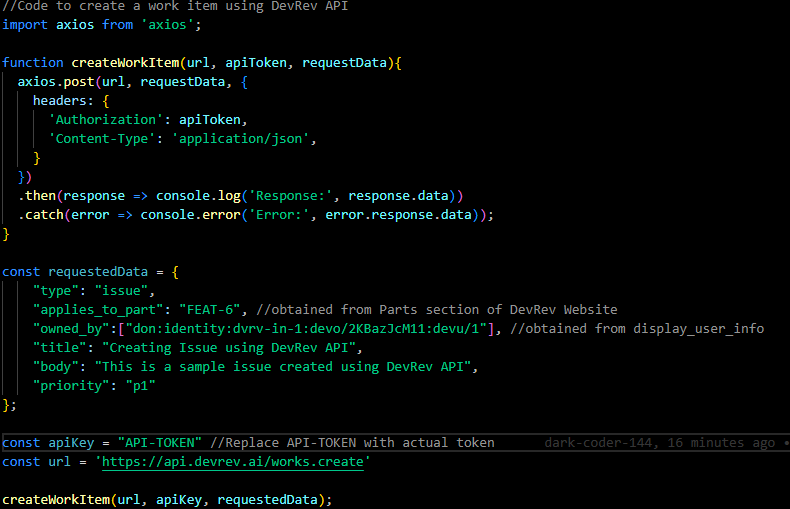 //Code to create a work item using DevRev API
import axios from 'axios';
function createWorkItem(url, apiToken, requestData){
  axios.post(url, requestData, {
    headers: {
      'Authorization': apiToken,
      'Content-Type': 'application/json',
    }
  })
  .then(response => console.log('Response:', response.data))
  .catch(error => console.error('Error:', error.response.data));
}
const requestedData = {
    "type": "issue",
    "applies_to_part": "FEAT-6", //obtained from Parts section of DevRev Website
    "owned_by":["don:identity:dvrv-in-1:devo/2KBazJcM11:devu/1"], //obtained from display_user_info
    "title": "Creating Issue using DevRev API",
    "body": "This is a sample issue created using DevRev API",
    "priority": "p1"
};
const apiKey = "API-TOKEN" //Replace API-TOKEN with actual token dark-coder-144, 16 minutes ago •
const url = 'https://api.devrev.ai/works.create'
createWorkItem(url, apiKey, requestedData);